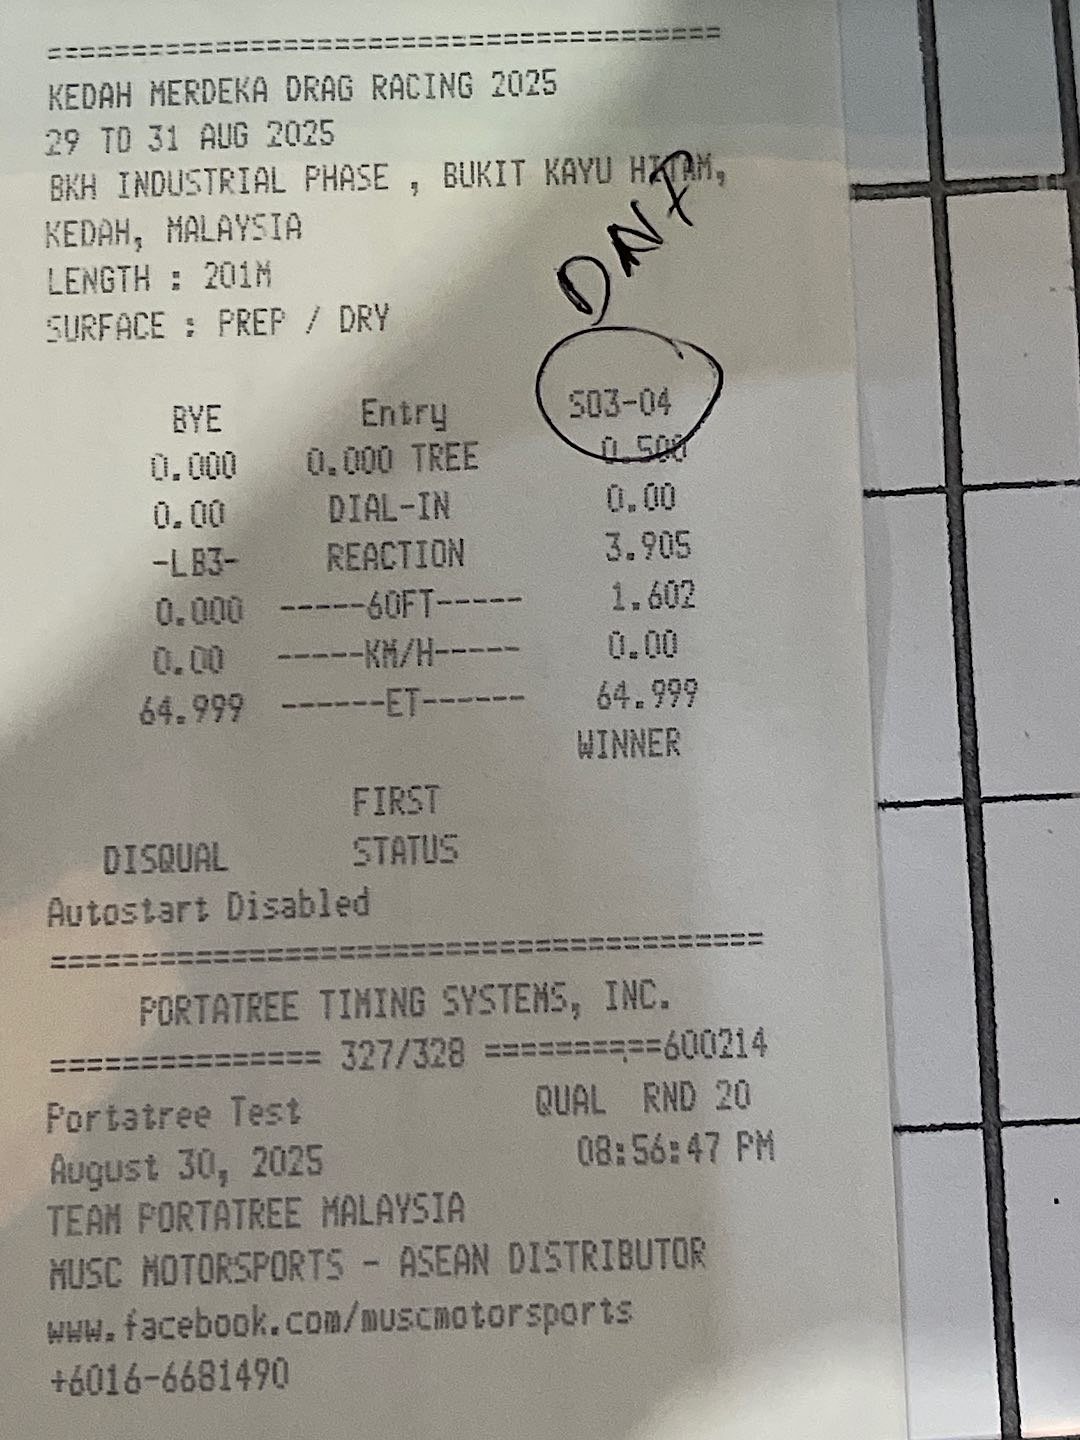 =====================================
KEDAH MERDEKA DRAG RACING 2025
29 TO 31 AUG 2025
BKH INDUSTRIAL PHASE , BUKIT KAYU HITAM,
KEDAH, MALAYSIA
LENGTH : 201M
SURFACE : PREP / DRY
DNF
BYE Entry S03-04
0.000 0.000 TREE 0.500
0.00 DIAL-IN 0.00
-LB3- REACTION 3.905
0.000 -----60FT----- 1.602
0.00 -----KM/H----- 0.00
64.999 ------ET------ 64.999
WINNER
FIRST
DISQUAL STATUS
Autostart Disabled
=======================================
PORTATREE TIMING SYSTEMS, INC.
=============== 327/328 ==========600214
Portatree Test QUAL RND 20
August 30, 2025 08:56:47 PM
TEAM PORTATREE MALAYSIA
MUSC MOTORSPORTS - ASEAN DISTRIBUTOR
www.facebook.com/muscmotorsports
+6016-6681490